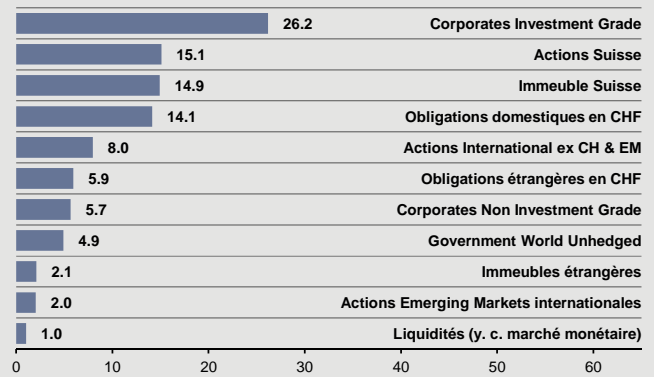 26.2 Corporates Investment Grade
15.1 Actions Suisse
14.9 Immeuble Suisse
14.1 Obligations domestiques en CHF
8.0 Actions International ex CH & EM
5.9 Obligations étrangères en CHF
5.7 Corporates Non Investment Grade
4.9 Government World Unhedged
2.1 Immeubles étrangères
2.0 Actions Emerging Markets internationales
1.0 Liquidités (y. c. marché monétaire)
0 10 20 30 40 50 60